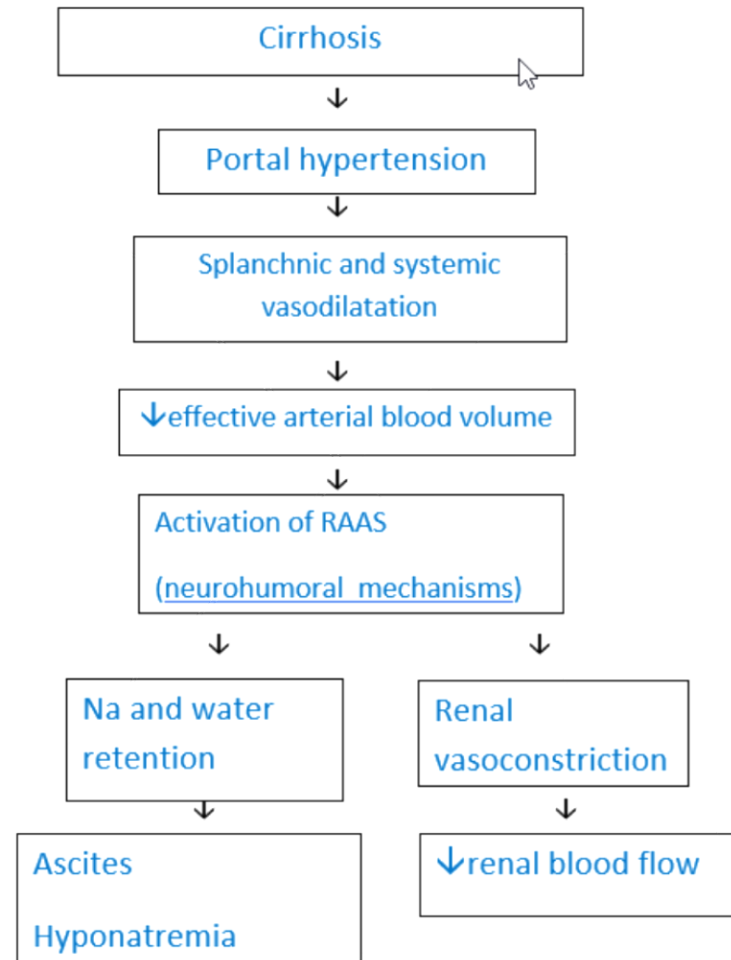 Cirrhosis
↓
Portal hypertension
↓
Splanchnic and systemic
vasodilatation
↓
↓effective arterial blood volume
↓
Activation of RAAS
(neurohumoral mechanisms)
↓ ↓
Na and water
retention
Renal
vasoconstriction
↓ ↓
Ascites
Hyponatremia
↓renal blood flow